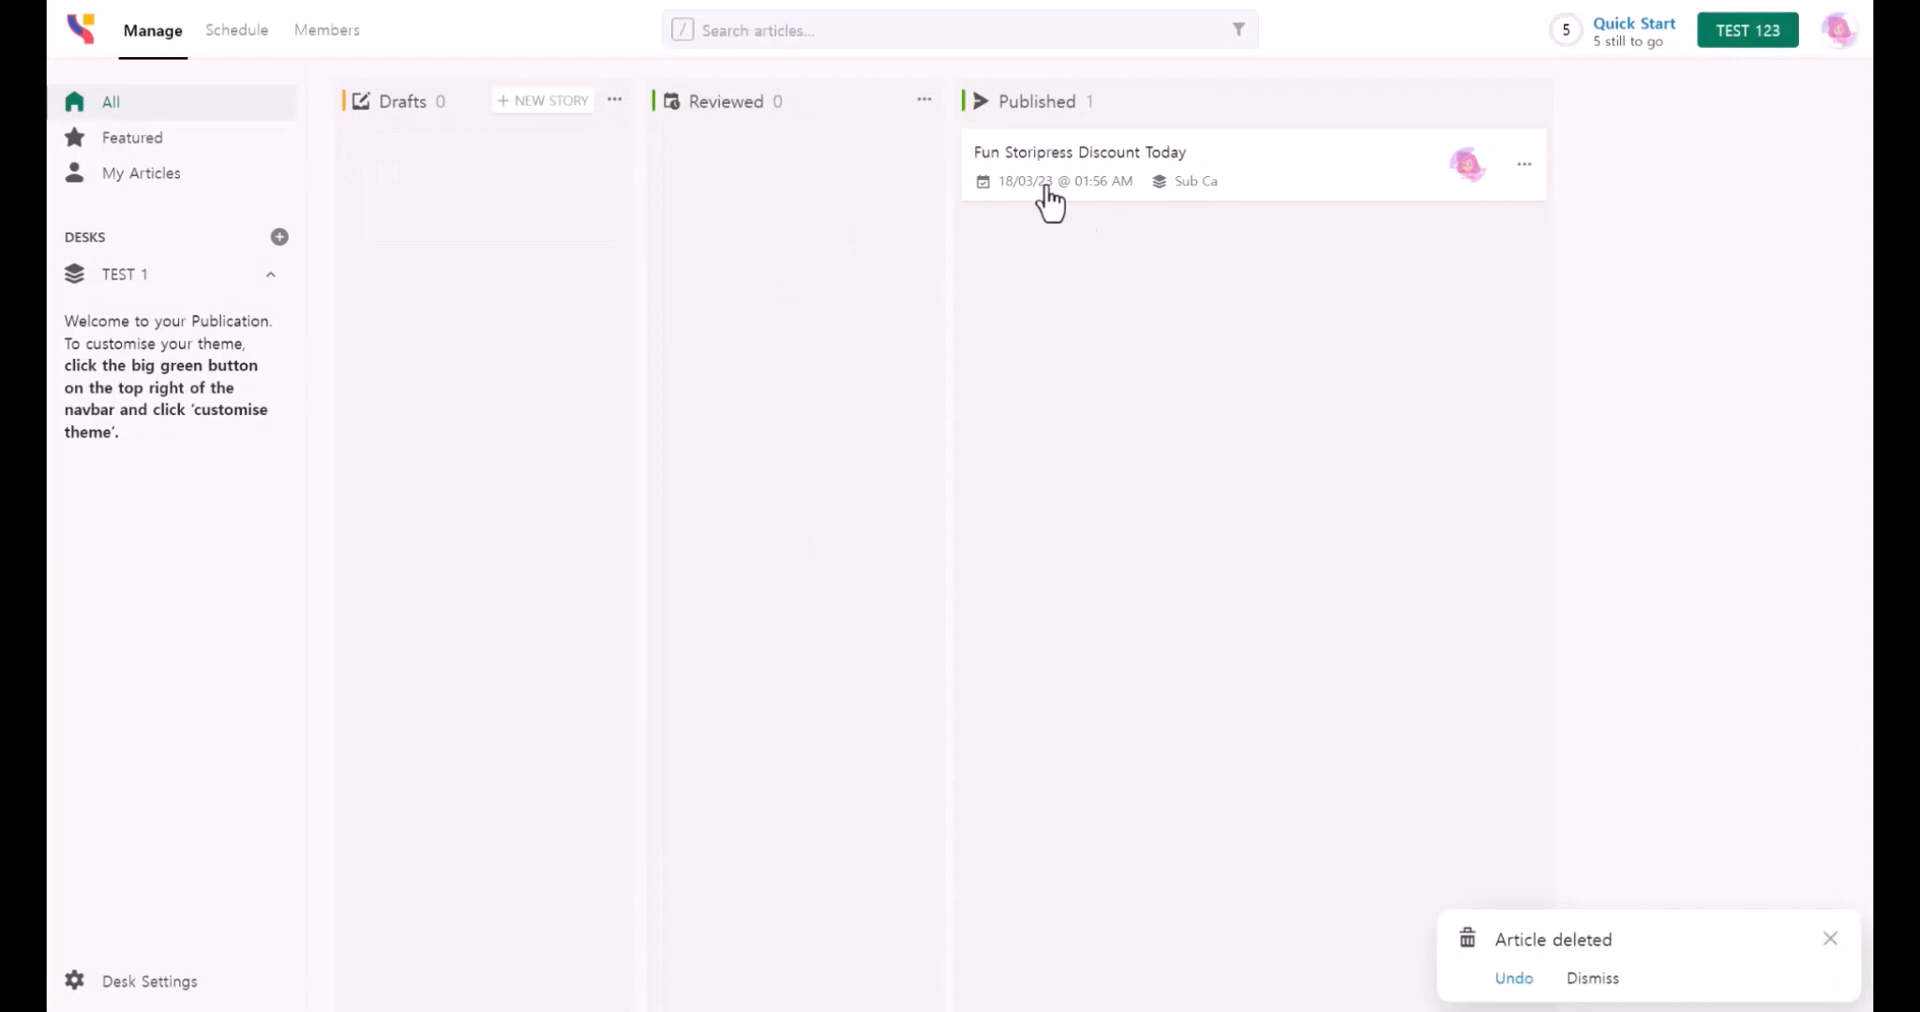 Manage
Schedule
Members
/ Search articles...
5
Quick Start
5 still to go
TEST 123
All
Featured
My Articles
DESKS
TEST 1
Welcome to your Publication.
To customise your theme,
click the big green button
on the top right of the
navbar and click ‘customise
theme’.
Desk Settings
Drafts 0
+ NEW STORY
Reviewed 0
Published 1
Fun Storipress Discount Today
18/03/23 @ 01:56 AM
Sub Ca
Article deleted
Undo
Dismiss